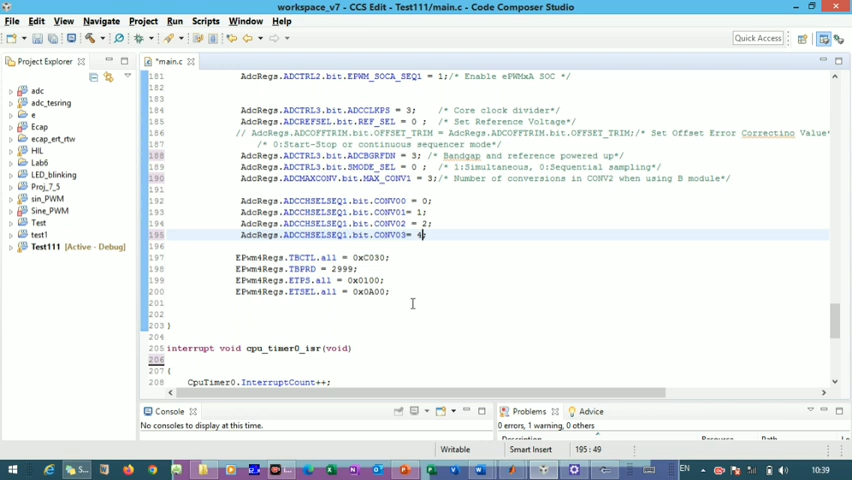 workspace_v7 - CCS Edit - Test111/main.c - Code Composer Studio
File Edit View Navigate Project Run Scripts Window Help
Quick Access
Project Explorer
*main.c
adc
adc_tesring
e
Ecap
ecap_ert_rtw
HIL
Lab6
LED_blinking
Proj_7_5
sin_PWM
Sine_PWM
Test
test1
Test111 [Active - Debug]
181 AdcRegs.ADCTRL2.bit.EPWM_SOCA_SEQ1 = 1;/* Enable ePWMxA SOC */
182
183
184 AdcRegs.ADCTRL3.bit.ADCCLKPS = 3; /* Core clock divider*/
185 AdcRegs.ADCREFSEL.bit.REF_SEL = 0 ; /* Set Reference Voltage*/
186 // AdcRegs.ADCOFFTRIM.bit.OFFSET_TRIM = AdcRegs.ADCOFFTRIM.bit.OFFSET_TRIM;/* Set Offset Error Correctino Value*
187 /* 0:Start-Stop or continuous sequencer mode*/
188 AdcRegs.ADCTRL3.bit.ADCBGRFDN = 3; /* Bandgap and reference powered up*/
189 AdcRegs.ADCTRL3.bit.SMODE_SEL = 0 ; /* 1:Simultaneous, 0:Sequential sampling*/
190 AdcRegs.ADCMAXCONV.bit.MAX_CONV1 = 3;/* Number of conversions in CONV2 when using B module*/
191
192 AdcRegs.ADCCHSELSEQ1.bit.CONV00 = 0;
193 AdcRegs.ADCCHSELSEQ1.bit.CONV01= 1;
194 AdcRegs.ADCCHSELSEQ1.bit.CONV02 = 2;
195 AdcRegs.ADCCHSELSEQ1.bit.CONV03= 4;
196
197 EPwm4Regs.TBCTL.all = 0xC030;
198 EPwm4Regs.TBPRD = 2999;
199 EPwm4Regs.ETPS.all = 0x0100;
200 EPwm4Regs.ETSEL.all = 0x0A00;
201
202
203 }
204
205 interrupt void cpu_timer0_isr(void)
206
207 {
208 CpuTimer0.InterruptCount++;
Console
No consoles to display at this time.
Problems Advice
0 errors, 1 warning, 0 others
Description Resource Path
Writable Smart Insert 195 : 49
EN 10:39